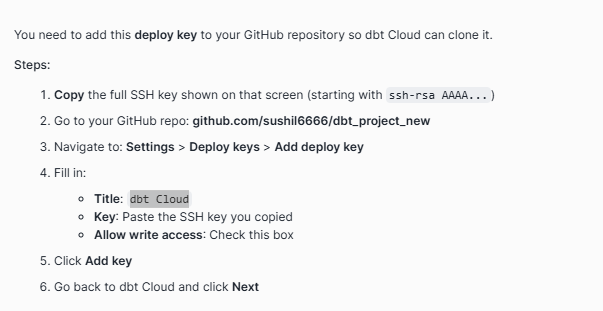 You need to add this deploy key to your GitHub repository so dbt Cloud can clone it.
Steps:
1. Copy the full SSH key shown on that screen (starting with ssh-rsa AAAA... )
2. Go to your GitHub repo: github.com/sushil6666/dbt_project_new
3. Navigate to: Settings > Deploy keys > Add deploy key
4. Fill in:
Title: dbt Cloud
Key: Paste the SSH key you copied
Allow write access: Check this box
5. Click Add key
6. Go back to dbt Cloud and click Next